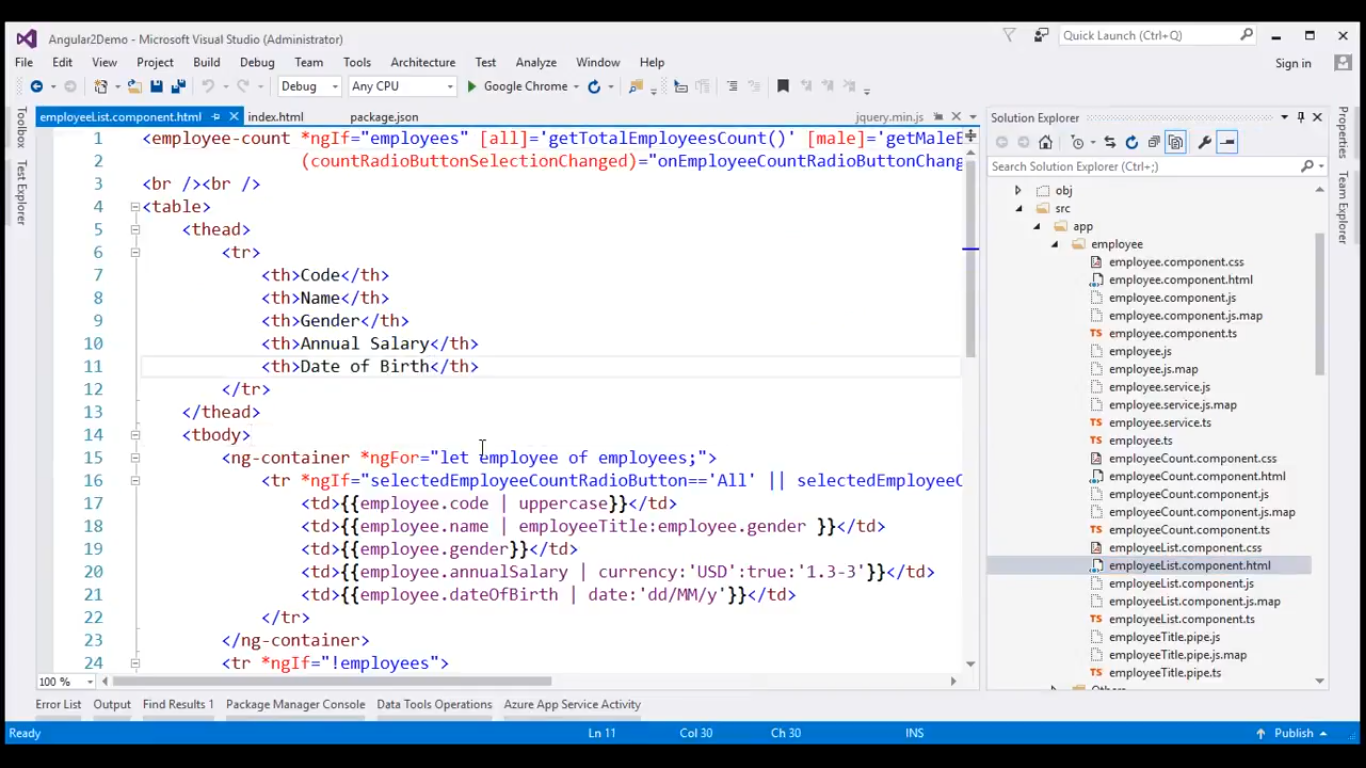 Angular2Demo - Microsoft Visual Studio (Administrator)
Quick Launch (Ctrl+Q)
File Edit View Project Build Debug Team Tools Architecture Test Analyze Window Help
Sign in
Debug Any CPU Google Chrome
Toolbox
Test Explorer
employeeList.component.html index.html package.json jquery.min.js
1 <employee-count *ngIf="employees" [all]='getTotalEmployeesCount()' [male]='getMaleE
2 (countRadioButtonSelectionChanged)="onEmployeeCountRadioButtonChang
3 <br /><br />
4 <table>
5 <thead>
6 <tr>
7 <th>Code</th>
8 <th>Name</th>
9 <th>Gender</th>
10 <th>Annual Salary</th>
11 <th>Date of Birth</th>
12 </tr>
13 </thead>
14 <tbody>
15 <ng-container *ngFor="let employee of employees;">
16 <tr *ngIf="selectedEmployeeCountRadioButton=='All' || selectedEmployeeC
17 <td>{{employee.code | uppercase}}</td>
18 <td>{{employee.name | employeeTitle:employee.gender }}</td>
19 <td>{{employee.gender}}</td>
20 <td>{{employee.annualSalary | currency:'USD':true:'1.3-3'}}</td>
21 <td>{{employee.dateOfBirth | date:'dd/MM/y'}}</td>
22 </tr>
23 </ng-container>
24 <tr *ngIf="!employees">
100 %
Solution Explorer
Search Solution Explorer (Ctrl+;)
obj
src
app
employee
employee.component.css
employee.component.html
employee.component.js
employee.component.js.map
TS employee.component.ts
employee.js
employee.js.map
employee.service.js
employee.service.js.map
TS employee.service.ts
TS employee.ts
employeeCount.component.css
employeeCount.component.html
employeeCount.component.js
employeeCount.component.js.map
TS employeeCount.component.ts
employeeList.component.css
employeeList.component.html
employeeList.component.js
employeeList.component.js.map
TS employeeList.component.ts
employeeTitle.pipe.js
employeeTitle.pipe.js.map
TS employeeTitle.pipe.ts
Properties
Team Explorer
Error List Output Find Results 1 Package Manager Console Data Tools Operations Azure App Service Activity
Ready Ln 11 Col 30 Ch 30 INS Publish